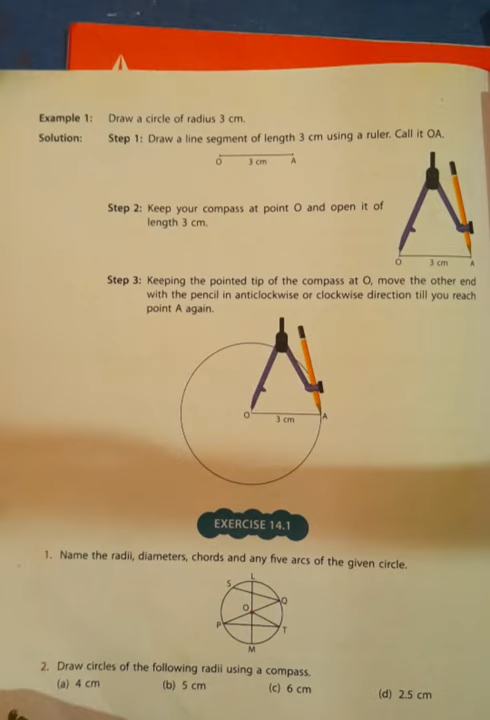 Example 1: Draw a circle of radius 3 cm.
Solution: Step 1: Draw a line segment of length 3 cm using a ruler. Call it OA.
O 3 cm A
Step 2: Keep your compass at point O and open it of
length 3 cm.
O 3 cm A
Step 3: Keeping the pointed tip of the compass at O, move the other end
with the pencil in anticlockwise or clockwise direction till you reach
point A again.
O 3 cm A
EXERCISE 14.1
1. Name the radii, diameters, chords and any five arcs of the given circle.
L
S
Q
O
P
T
M
2. Draw circles of the following radii using a compass.
(a) 4 cm (b) 5 cm (c) 6 cm (d) 2.5 cm